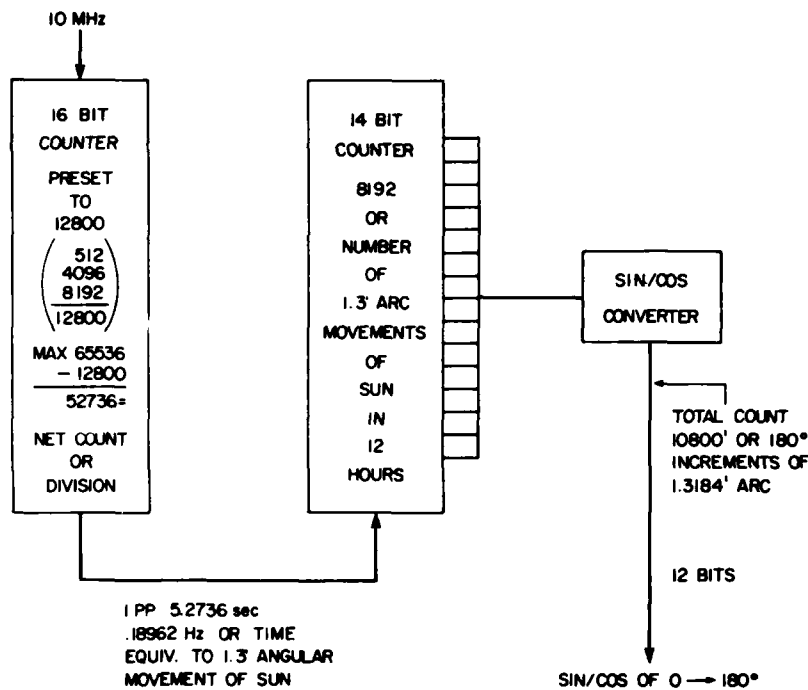 10 MHz
16 BIT
COUNTER
PRESET
TO
12800
512
4096
8192
12800
MAX 65536
- 12800
52736=
NET COUNT
OR
DIVISION
1 PP 5.2736 sec
.18962 Hz OR TIME
EQUIV. TO 1.3' ANGULAR
MOVEMENT OF SUN
14 BIT
COUNTER
8192
OR
NUMBER
OF
1.3' ARC
MOVEMENTS
OF
SUN
IN
12
HOURS
SIN/COS
CONVERTER
TOTAL COUNT
10800' OR 180°
INCREMENTS OF
1.3184' ARC
12 BITS
SIN/COS OF 0 → 180°